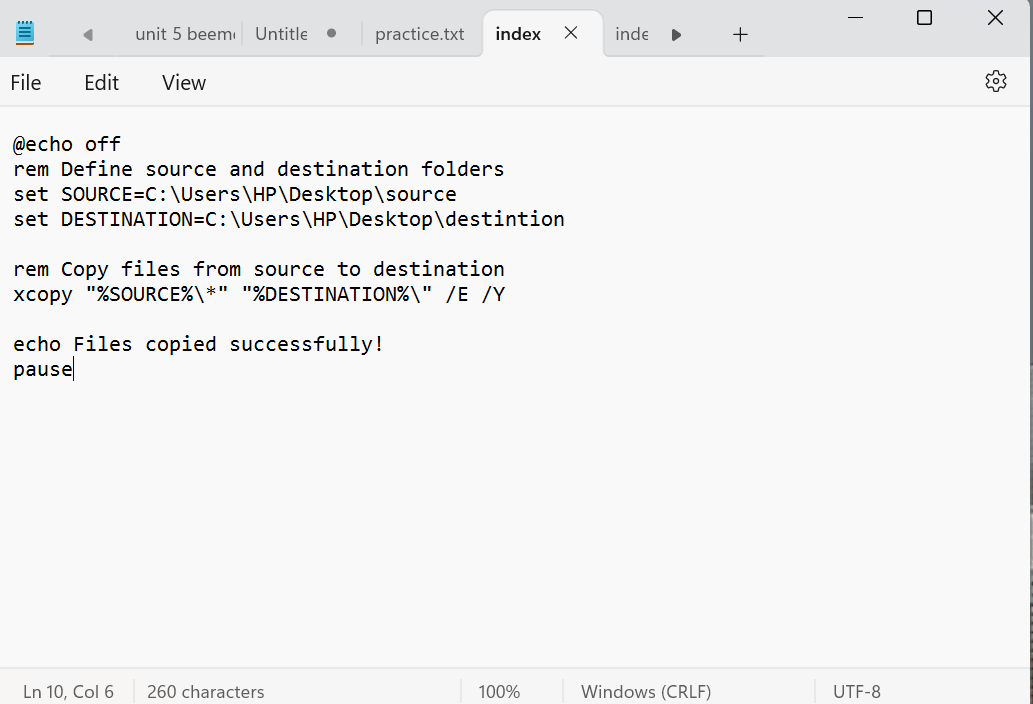 unit 5 beem
Untitle
practice.txt
index
inde
File
Edit
View
@echo off
rem Define source and destination folders
set SOURCE=C:\Users\HP\Desktop\source
set DESTINATION=C:\Users\HP\Desktop\destintion
rem Copy files from source to destination
xcopy "%SOURCE%\*" "%DESTINATION%\" /E /Y
echo Files copied successfully!
pause
Ln 10, Col 6
260 characters
100%
Windows (CRLF)
UTF-8